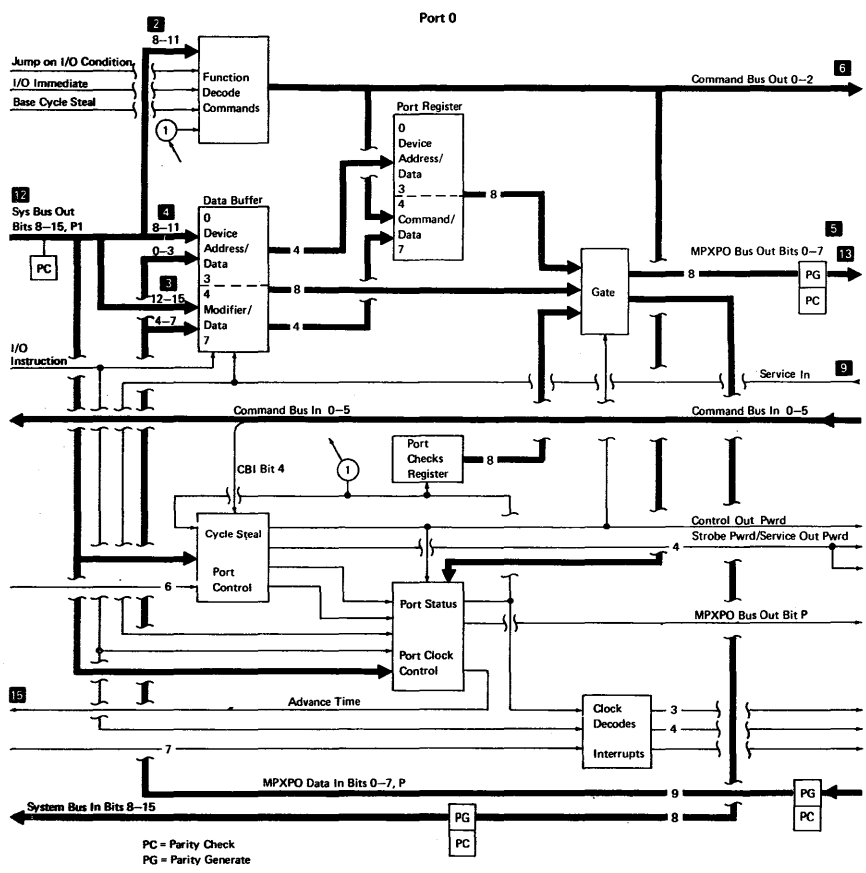 Port 0
2
8–11
Jump on I/O Condition
I/O Immediate
Base Cycle Steal
Function
Decode
Commands
1
Command Bus Out 0–2
6
Port Register
0
Device
Address/
Data
3
4
Command/
Data
7
8
12
Sys Bus Out
Bits 8–15, P1
PC
4
8–11
0–3
3
12–15
4–7
Data Buffer
0
Device
Address/
Data
3
4
Modifier/
Data
7
4
8
4
Gate
5
MPXPO Bus Out Bits 0–7
13
8
PG
PC
I/O
Instruction
9
Service In
Command Bus In 0–5
Command Bus In 0–5
CBI Bit 4
1
Port
Checks
Register
8
Cycle Steal
Port
Control
6
Control Out Pwrd
Strobe Pwrd/Service Out Pwrd
4
Port Status
Port Clock
Control
MPXPO Bus Out Bit P
15
Advance Time
Clock
Decodes
Interrupts
3
4
7
MPXPO Data In Bits 0–7, P
9
PG
PC
System Bus In Bits 8–15
PG
PC
8
PC = Parity Check
PG = Parity Generate